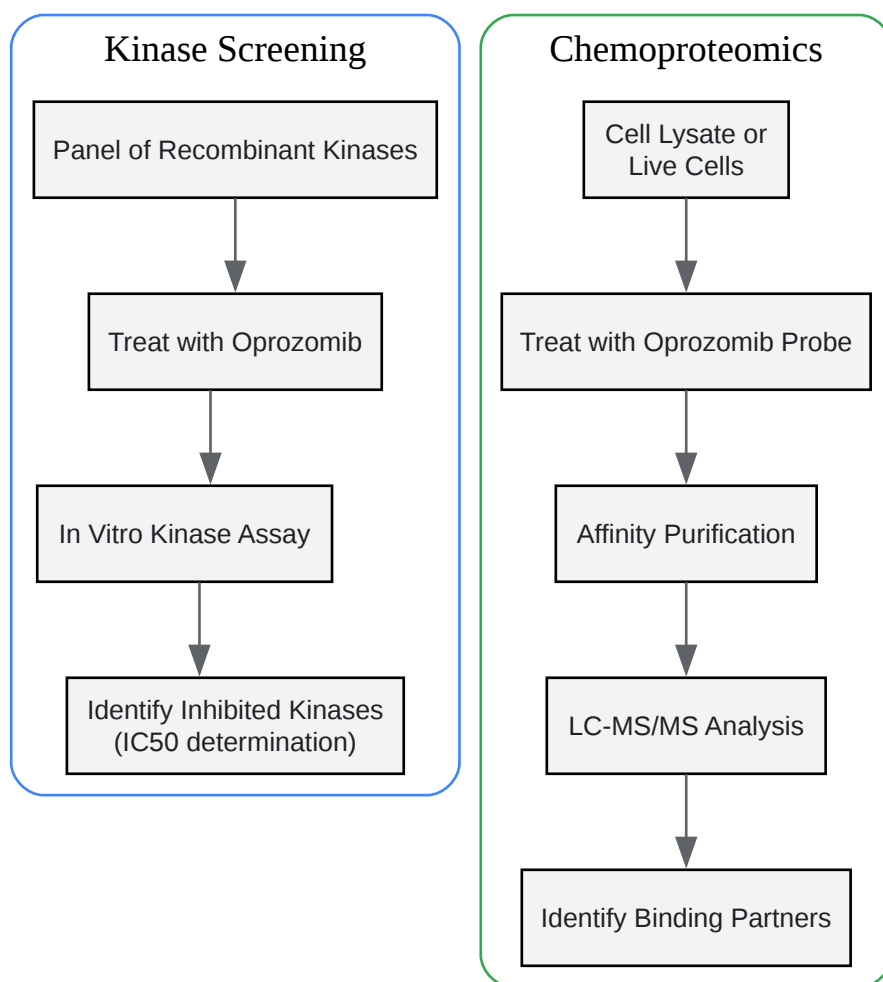 Kinase Screening
Panel of Recombinant Kinases
Treat with Oprozomib
In Vitro Kinase Assay
Identify Inhibited Kinases
(IC50 determination)
Chemoproteomics
Cell Lysate or
Live Cells
Treat with Oprozomib Probe
Affinity Purification
LC-MS/MS Analysis
Identify Binding Partners